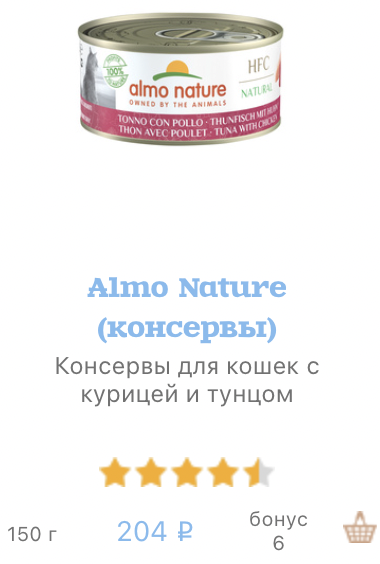 100%
almo nature
OWNED BY THE ANIMALS
HFC
NATURAL
TONNO CON POLLO · THUNFISCH MIT
THON AVEC POULET · TUNA WITH CHICKEN
Almo Nature
(консервы)
Консервы для кошек с
курицей и тунцом
150 г 204 ₽ бонус
6